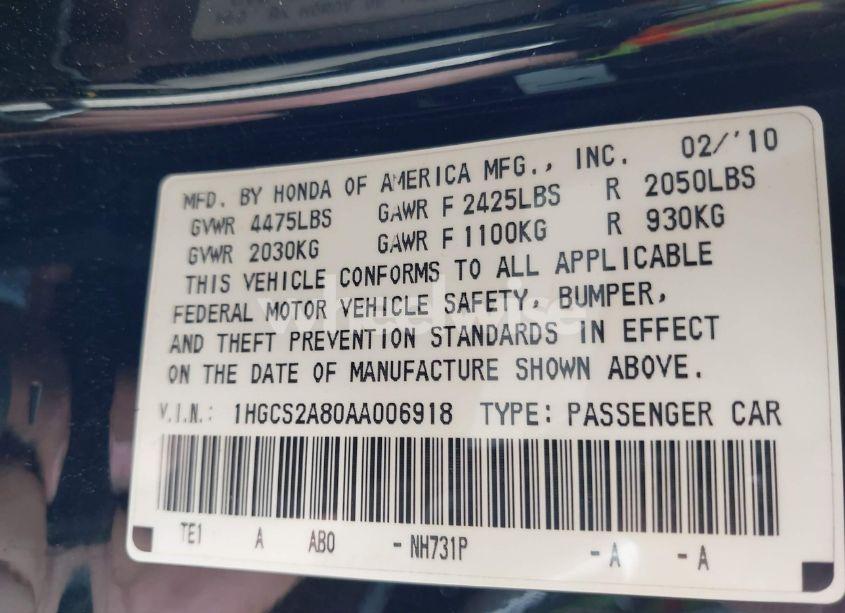 MFD. BY HONDA OF AMERICA MFG., INC. 02/'10
GVWR 4475LBS GAWR F 2425LBS R 2050LBS
GVWR 2030KG GAWR F 1100KG R 930KG
THIS VEHICLE CONFORMS TO ALL APPLICABLE
FEDERAL MOTOR VEHICLE SAFETY, BUMPER,
AND THEFT PREVENTION STANDARDS IN EFFECT
ON THE DATE OF MANUFACTURE SHOWN ABOVE.
V.I.N.: 1HGCS2A80AA006918 TYPE: PASSENGER CAR
TE1 A AB0 - NH731P - A - A